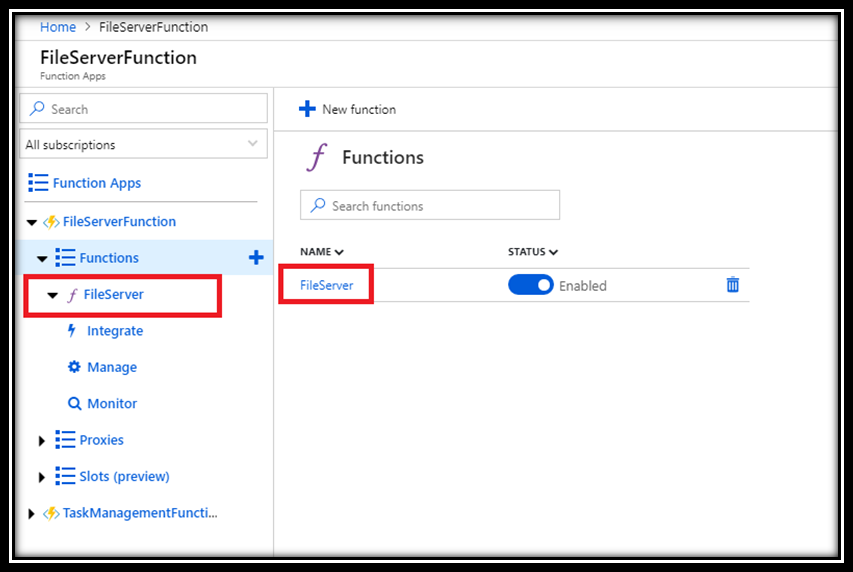 Home > FileServerFunction
FileServerFunction
Function Apps
Search
All subscriptions
Function Apps
FileServerFunction
Functions
FileServer
Integrate
Manage
Monitor
Proxies
Slots (preview)
TaskManagementFuncti...
New function
Functions
Search functions
NAME STATUS
FileServer Enabled